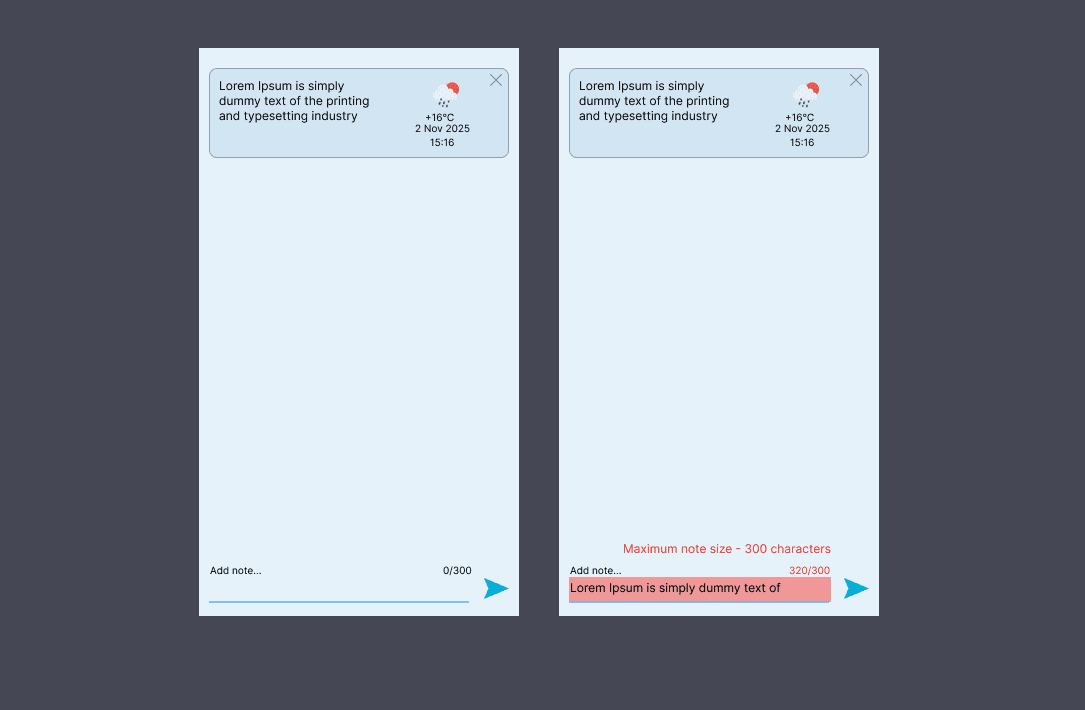 Lorem Ipsum is simply
dummy text of the printing
and typesetting industry
+16°C
2 Nov 2025
15:16
Add note...
0/300
Lorem Ipsum is simply
dummy text of the printing
and typesetting industry
+16°C
2 Nov 2025
15:16
Maximum note size - 300 characters
Add note...
320/300
Lorem Ipsum is simply dummy text of